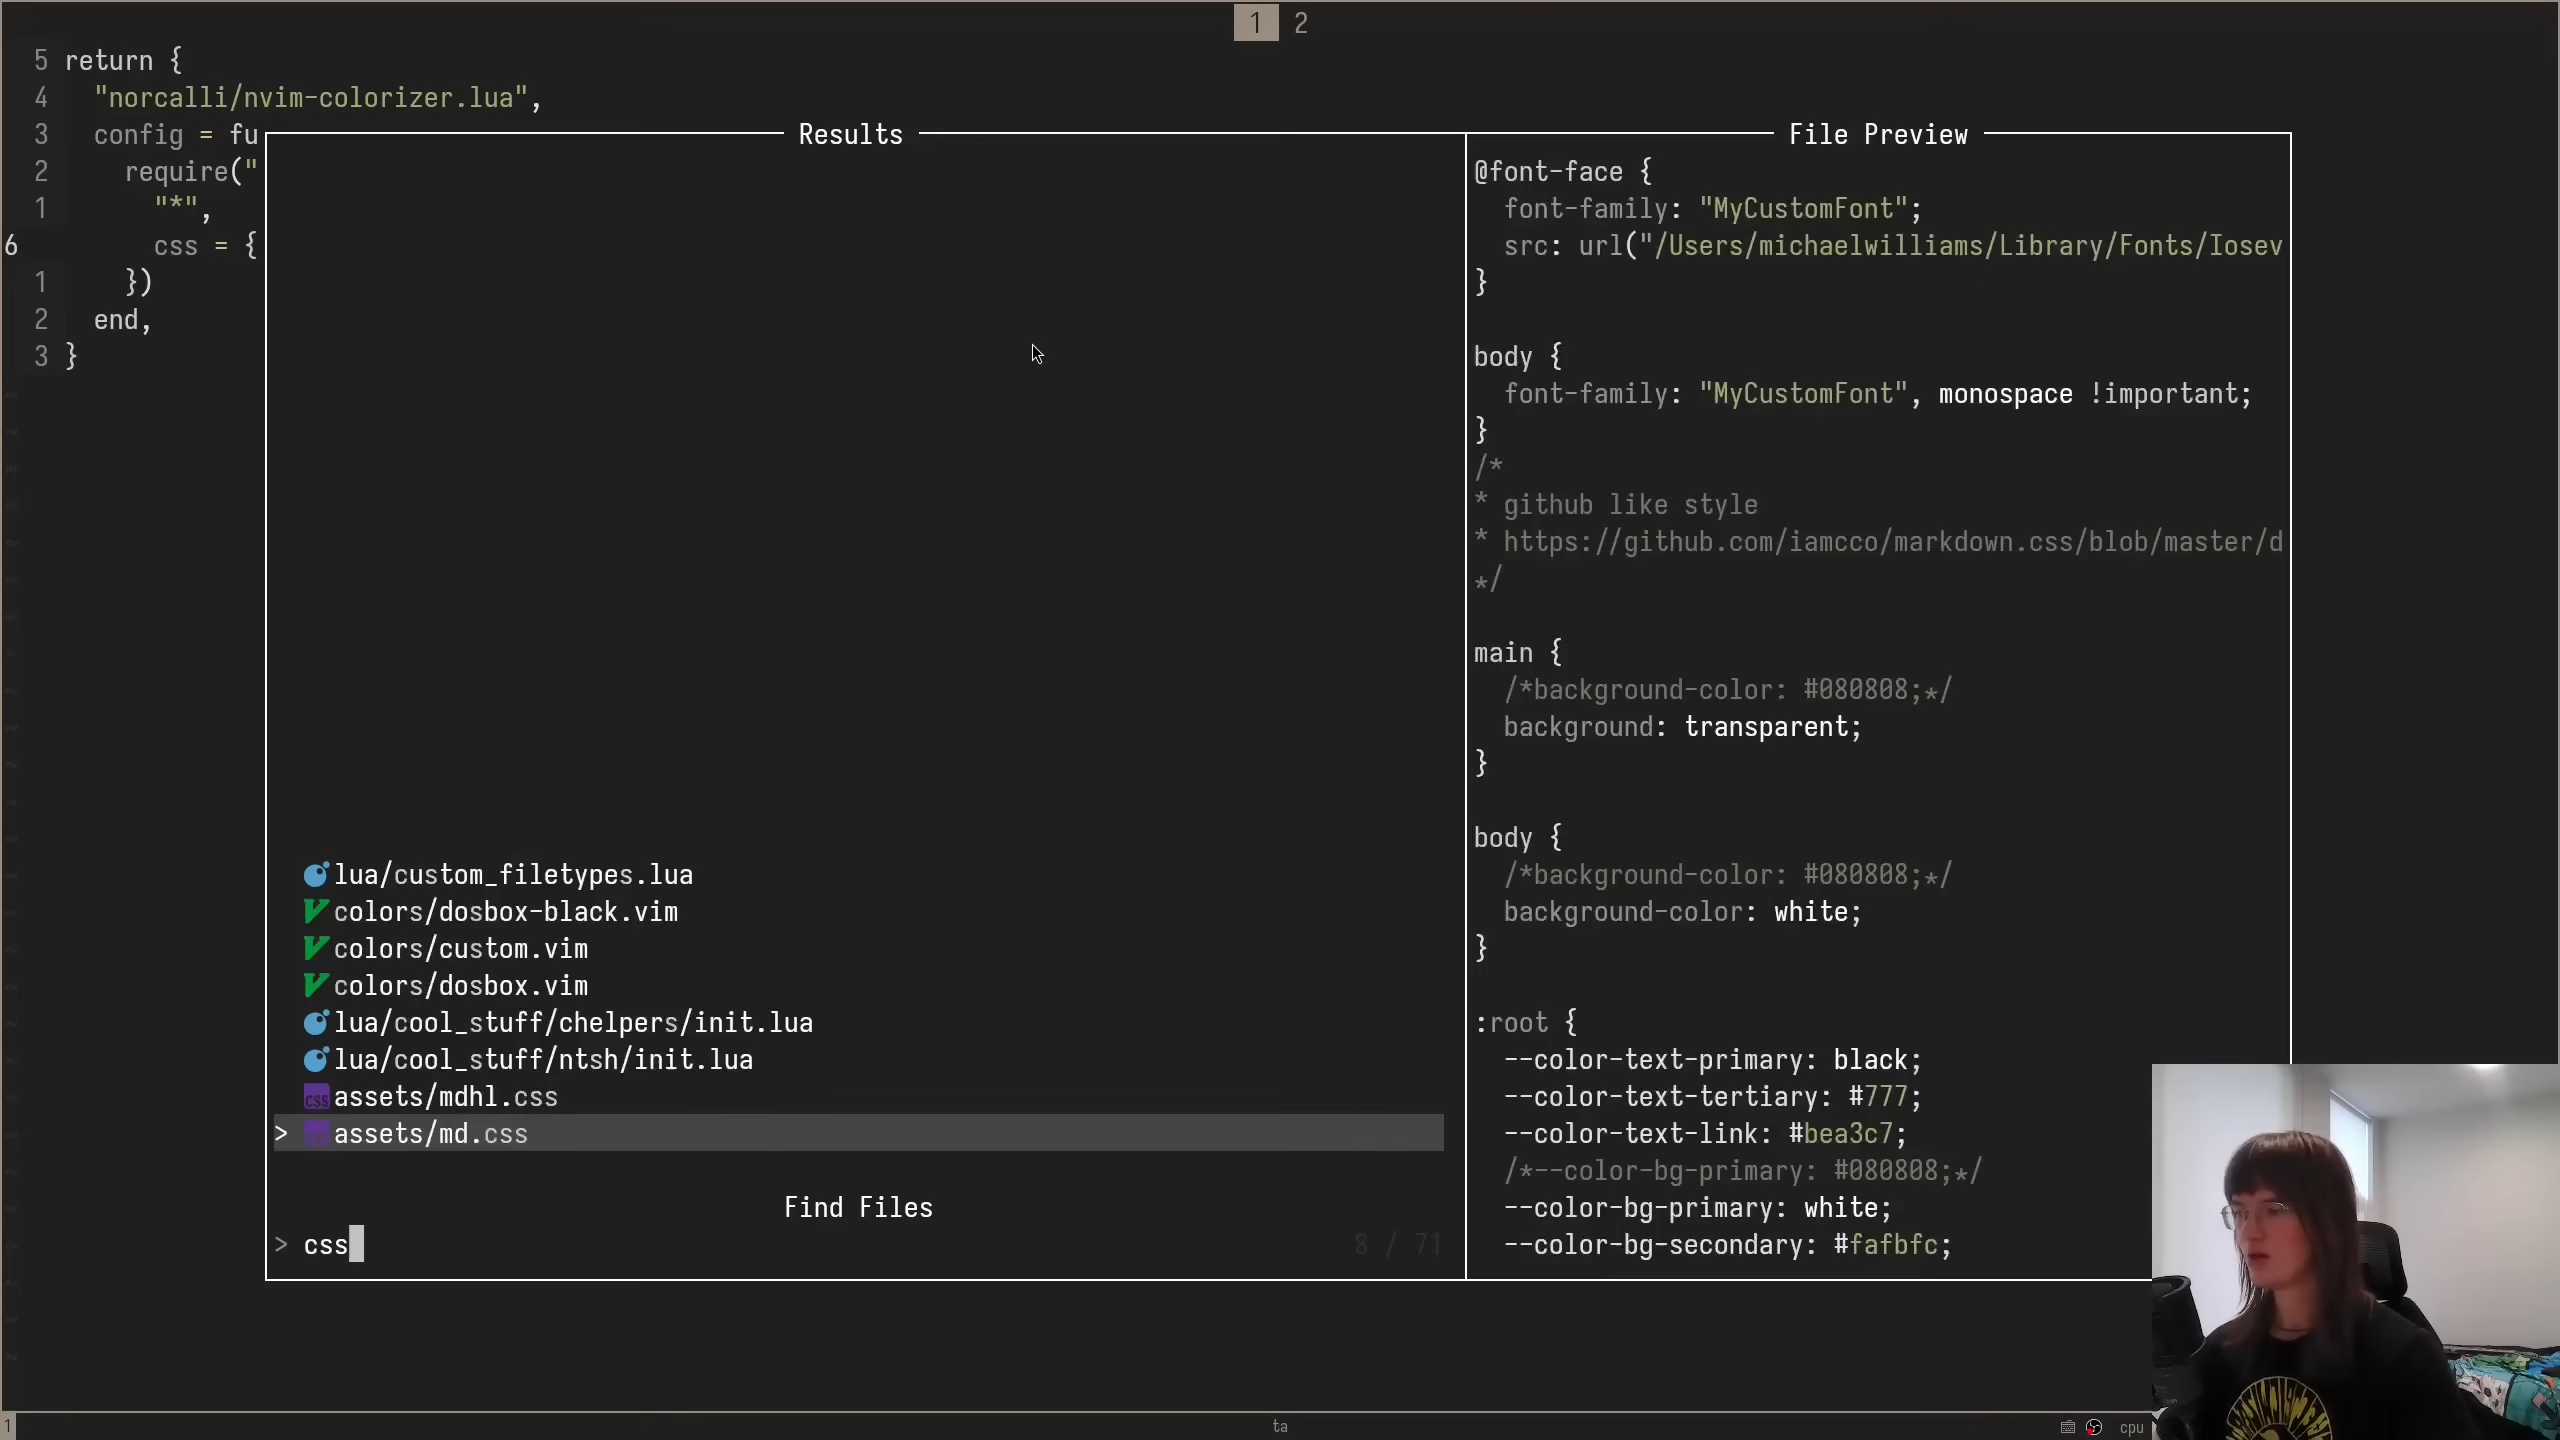 1 2
5 return {
4 "norcalli/nvim-colorizer.lua",
3 config = fu
2 require("
1 "*",
6 css = {
1 })
2 end,
3 }
Results
lua/custom_filetypes.lua
colors/dosbox-black.vim
colors/custom.vim
colors/dosbox.vim
lua/cool_stuff/chelpers/init.lua
lua/cool_stuff/ntsh/init.lua
css assets/mdhl.css
> assets/md.css
Find Files
> css 8 / 71
File Preview
@font-face {
font-family: "MyCustomFont";
src: url("/Users/michaelwilliams/Library/Fonts/Iosev
}
body {
font-family: "MyCustomFont", monospace !important;
}
/*
* github like style
* https://github.com/iamcco/markdown.css/blob/master/d
*/
main {
/*background-color: #080808;*/
background: transparent;
}
body {
/*background-color: #080808;*/
background-color: white;
}
:root {
--color-text-primary: black;
--color-text-tertiary: #777;
--color-text-link: #bea3c7;
/*--color-bg-primary: #080808;*/
--color-bg-primary: white;
--color-bg-secondary: #fafbfc;
1 ta cpu